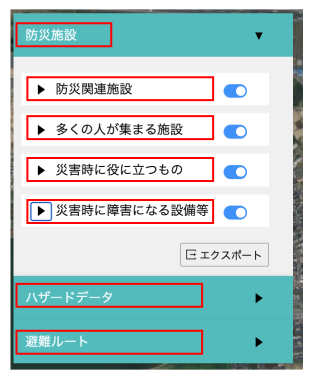 防災施設
防災関連施設
多くの人が集まる施設
災害時に役に立つもの
災害時に障害になる設備等
エクスポート
ハザードデータ
避難ルート